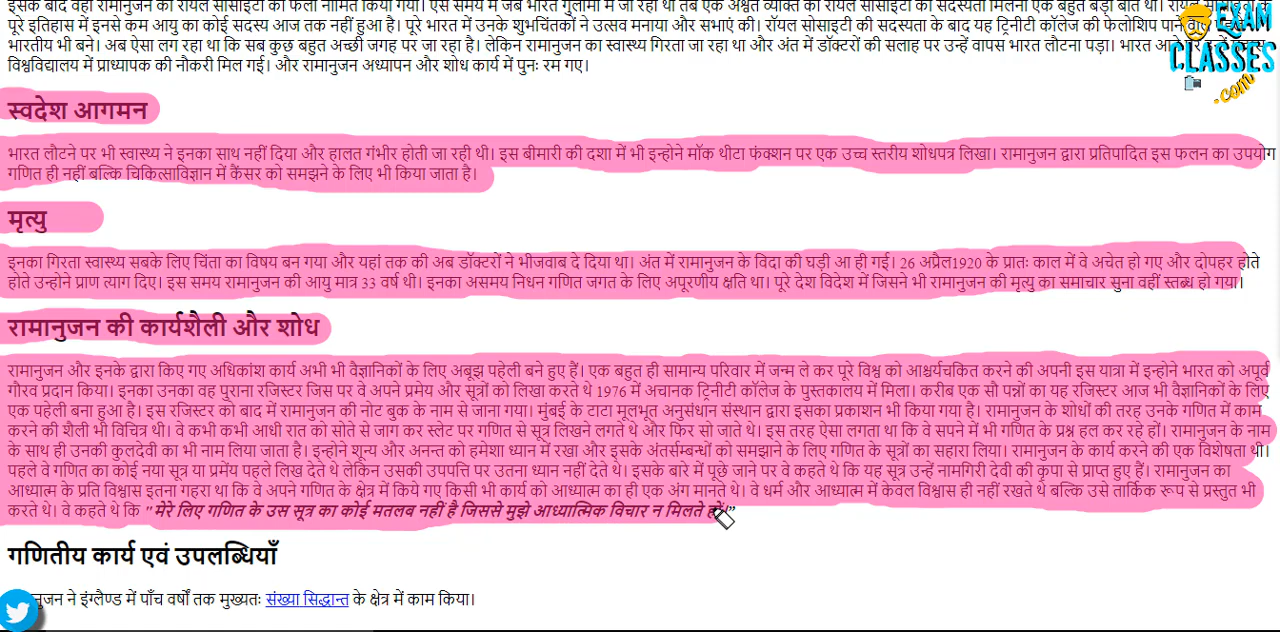 इसके बाद वहां रामानुजन को रॉयल सोसाइटी का फेलो नामित किया गया। ऐसे समय में जब भारत गुलामी में जी रहा था तब एक अश्वेत व्यक्ति को रॉयल सोसाइटी की सदस्यता मिलना एक बहुत बड़ी बात थी।
पूरे इतिहास में इनसे कम आयु का कोई सदस्य आज तक नहीं हुआ है। पूरे भारत में उनके शुभचिंतकों ने उत्सव मनाया और सभाएं की। रॉयल सोसाइटी की सदस्यता के बाद यह ट्रिनीटी कॉलेज की फेलोशिप पाने वाले
भारतीय भी बने। अब ऐसा लग रहा था कि सब कुछ बहुत अच्छी जगह पर जा रहा है। लेकिन रामानुजन का स्वास्थ्य गिरता जा रहा था और अंत में डॉक्टरों की सलाह पर उन्हें वापस भारत लौटना पड़ा। भारत
विश्वविद्यालय में प्राध्यापक की नौकरी मिल गई। और रामानुजन अध्यापन और शोध कार्य में पुनः रम गए।
EXAM
CLASSES
.com
स्वदेश आगमन
भारत लौटने पर भी स्वास्थ्य ने इनका साथ नहीं दिया और हालत गंभीर होती जा रही थी। इस बीमारी की दशा में भी इन्होने मॉक थीटा फंक्शन पर एक उच्च स्तरीय शोधपत्र लिखा। रामानुजन द्वारा प्रतिपादित इस फलन का उपयोग
गणित ही नहीं बल्कि चिकित्साविज्ञान में कैंसर को समझने के लिए भी किया जाता है।
मृत्यु
इनका गिरता स्वास्थ्य सबके लिए चिंता का विषय बन गया और यहां तक की अब डॉक्टरों ने भीजवाब दे दिया था। अंत में रामानुजन के विदा की घड़ी आ ही गई। 26 अप्रैल1920 के प्रातः काल में वे अचेत हो गए और दोपहर होते
होते उन्होने प्राण त्याग दिए। इस समय रामानुजन की आयु मात्र 33 वर्ष थी। इनका असमय निधन गणित जगत के लिए अपूरणीय क्षति था। पूरे देश विदेश में जिसने भी रामानुजन की मृत्यु का समाचार सुना वहीं स्तब्ध हो गया।
रामानुजन की कार्यशैली और शोध
रामानुजन और इनके द्वारा किए गए अधिकांश कार्य अभी भी वैज्ञानिकों के लिए अबूझ पहेली बने हुए हैं। एक बहुत ही सामान्य परिवार में जन्म ले कर पूरे विश्व को आश्चर्यचकित करने की अपनी इस यात्रा में इन्होने भारत को अपूर्व
गौरव प्रदान किया। इनका उनका वह पुराना रजिस्टर जिस पर वे अपने प्रमेय और सूत्रों को लिखा करते थे 1976 में अचानक ट्रिनीटी कॉलेज के पुस्तकालय में मिला। करीब एक सौ पन्नों का यह रजिस्टर आज भी वैज्ञानिकों के लिए
एक पहेली बना हुआ है। इस रजिस्टर को बाद में रामानुजन की नोट बुक के नाम से जाना गया। मुंबई के टाटा मूलभूत अनुसंधान संस्थान द्वारा इसका प्रकाशन भी किया गया है। रामानुजन के शोधों की तरह उनके गणित में काम
करने की शैली भी विचित्र थी। वे कभी कभी आधी रात को सोते से जाग कर स्लेट पर गणित से सूत्र लिखने लगते थे और फिर सो जाते थे। इस तरह ऐसा लगता था कि वे सपने में भी गणित के प्रश्न हल कर रहे हों। रामानुजन के नाम
के साथ ही उनकी कुलदेवी का भी नाम लिया जाता है। इन्होने शून्य और अनन्त को हमेशा ध्यान में रखा और इसके अंतर्सम्बन्धों को समझाने के लिए गणित के सूत्रों का सहारा लिया। रामानुजन के कार्य करने की एक विशेषता थी।
पहले वे गणित का कोई नया सूत्र या प्रमेंय पहले लिख देते थे लेकिन उसकी उपपत्ति पर उतना ध्यान नहीं देते थे। इसके बारे में पूछे जाने पर वे कहते थे कि यह सूत्र उन्हें नामगिरी देवी की कृपा से प्राप्त हुए हैं। रामानुजन का
आध्यात्म के प्रति विश्वास इतना गहरा था कि वे अपने गणित के क्षेत्र में किये गए किसी भी कार्य को आध्यात्म का ही एक अंग मानते थे। वे धर्म और आध्यात्म में केवल विश्वास ही नहीं रखते थे बल्कि उसे तार्किक रूप से प्रस्तुत भी
करते थे। वे कहते थे कि "मेरे लिए गणित के उस सूत्र का कोई मतलब नहीं है जिससे मुझे आध्यात्मिक विचार न मिलते हों।"
गणितीय कार्य एवं उपलब्धियाँ
नुजन ने इंग्लैण्ड में पाँच वर्षों तक मुख्यतः संख्या सिद्धान्त के क्षेत्र में काम किया।